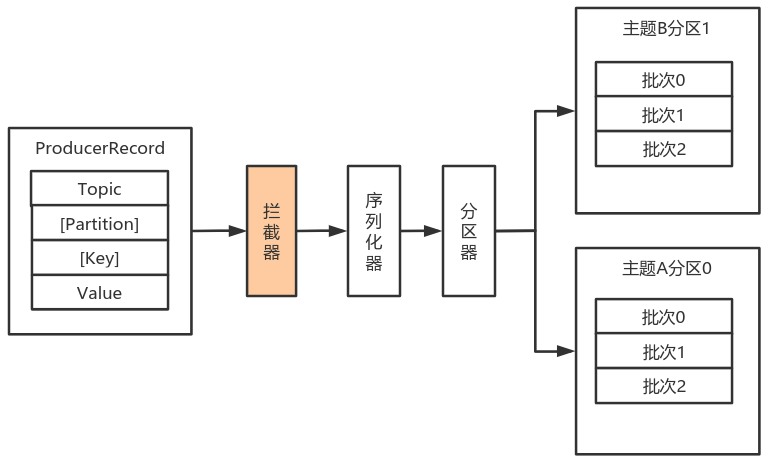 ProducerRecord
Topic
[Partition]
[Key]
Value
拦截器
序列化器
分区器
主题B分区1
批次0
批次1
批次2
主题A分区0
批次0
批次1
批次2